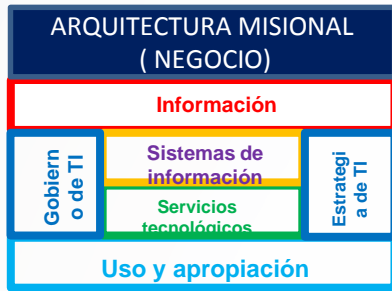 ARQUITECTURA MISIONAL
( NEGOCIO)
Información
Gobiern
o de TI
Sistemas de
información
Servicios
tecnológicos
Estrategi
a de TI
Uso y apropiación